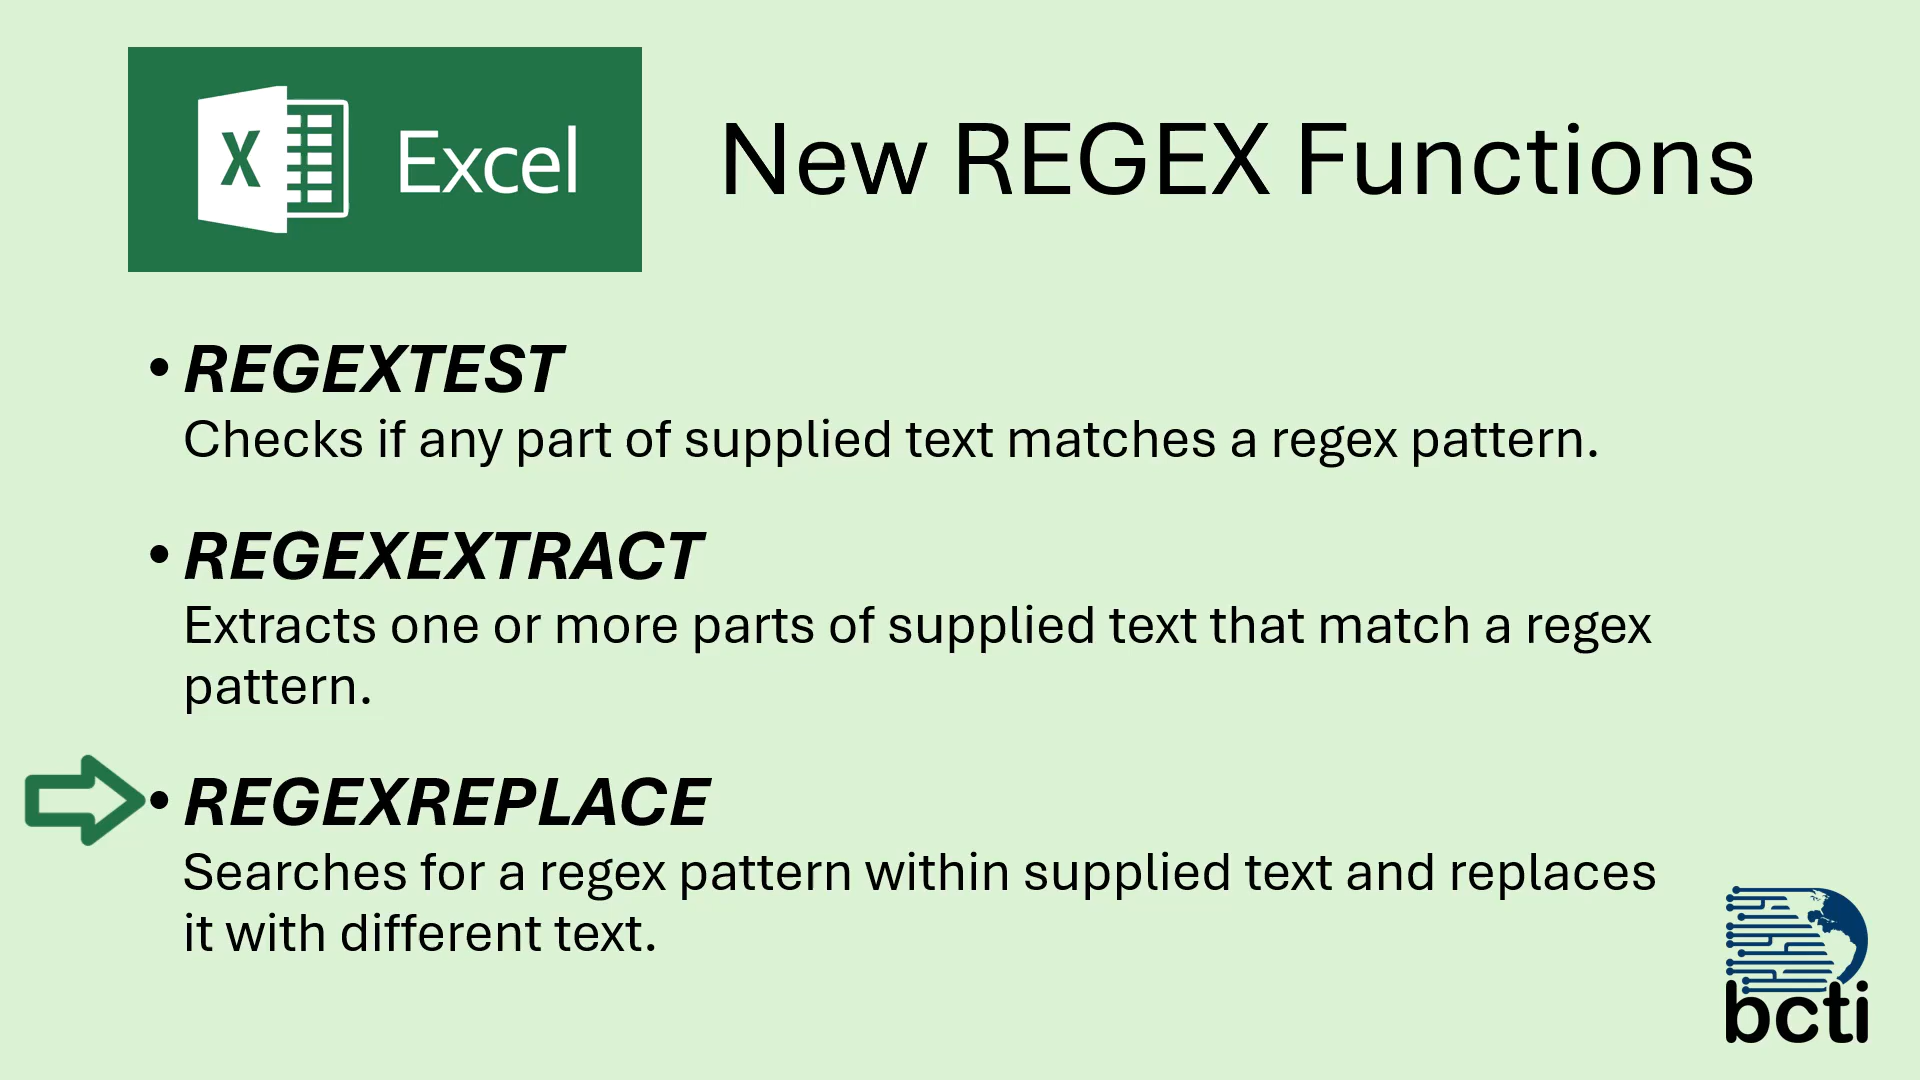 X Excel
New REGEX Functions
• REGEXTEST
Checks if any part of supplied text matches a regex pattern.
• REGEXEXTRACT
Extracts one or more parts of supplied text that match a regex
pattern.
• REGEXREPLACE
Searches for a regex pattern within supplied text and replaces
it with different text.
bcti